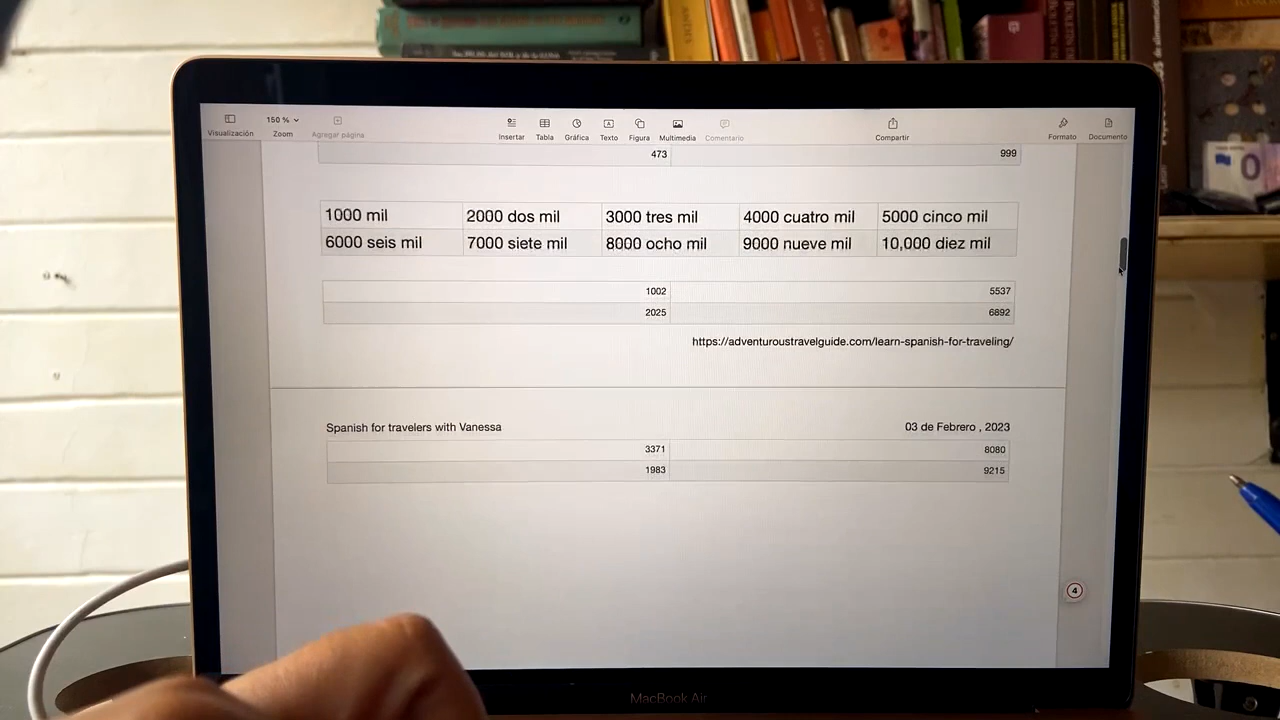 150 %
Visualización Zoom Agregar página Insertar Tabla Gráfica Texto Figura Multimedia Comentario Compartir Formato Documento
473 999
1000 mil 2000 dos mil 3000 tres mil 4000 cuatro mil 5000 cinco mil
6000 seis mil 7000 siete mil 8000 ocho mil 9000 nueve mil 10,000 diez mil
1002 5537
2025 6892
https://adventuroustravelguide.com/learn-spanish-for-traveling/
Spanish for travelers with Vanessa 03 de Febrero , 2023
3371 8080
1983 9215
4
MacBook Air